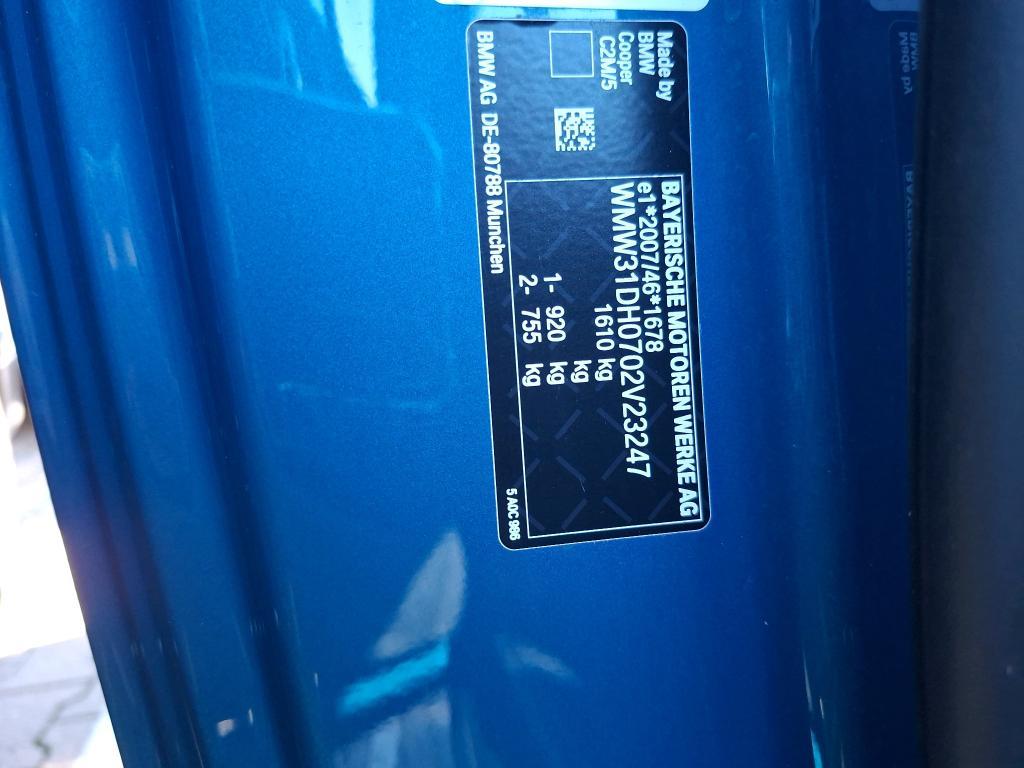 Made by
BMW
Cooper
C2M/5
BAYERISCHE MOTOREN WERKE AG
e1*2007/46*1678
WMW31DH0702V23247
1610 kg
kg
1- 920 kg
2- 755 kg
BMW AG DE-80788 Munchen
5 A0C 986